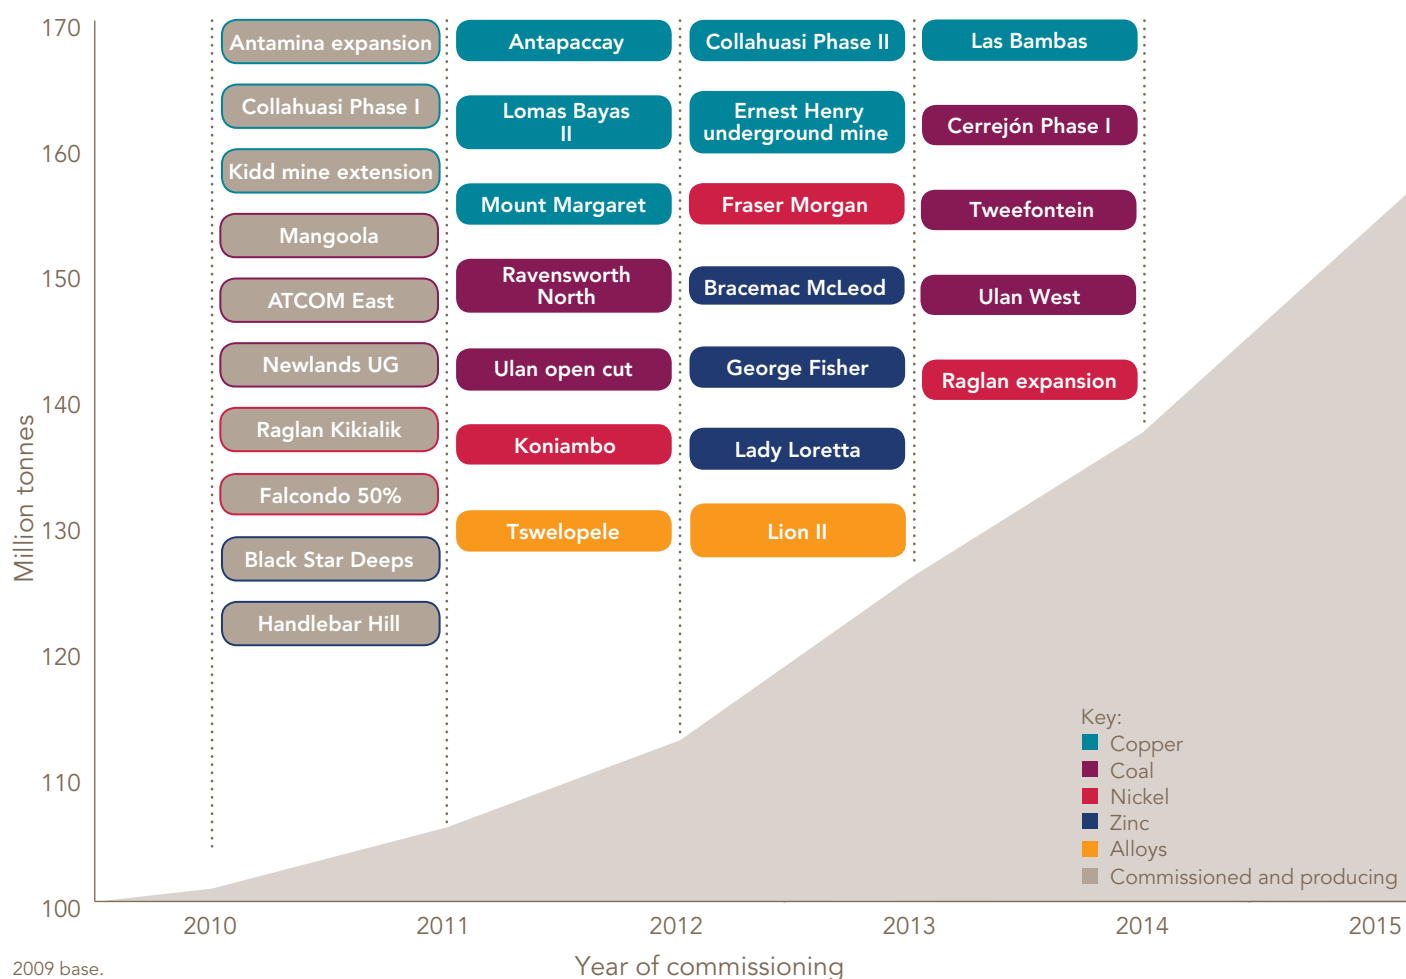 170
160
150
140
130
120
110
100
Million tonnes
Antamina expansion
Collahuasi Phase I
Kidd mine extension
Mangoola
ATCOM East
Newlands UG
Raglan Kikialik
Falcondo 50%
Black Star Deeps
Handlebar Hill
Antapaccay
Lomas Bayas
II
Mount Margaret
Ravensworth
North
Ulan open cut
Koniambo
Tswelopele
Collahuasi Phase II
Ernest Henry
underground mine
Fraser Morgan
Bracemac McLeod
George Fisher
Lady Loretta
Lion II
Las Bambas
Cerrejón Phase I
Tweefontein
Ulan West
Raglan expansion
Key:
Copper
Coal
Nickel
Zinc
Alloys
Commissioned and producing
2010
2011
2012
2013
2014
2015
Year of commissioning
2009 base.